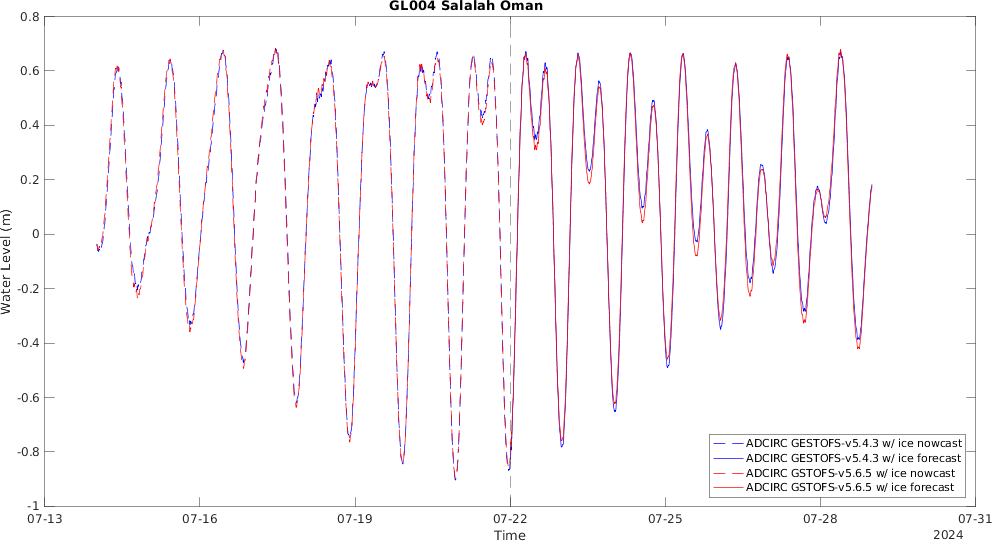 GL004 Salalah Oman
0.8
0.6
0.4
0.2
0
-0.2
-0.4
-0.6
-0.8
-1
Water Level (m)
ADCIRC GESTOFS-v5.4.3 w/ ice nowcast
ADCIRC GESTOFS-v5.4.3 w/ ice forecast
ADCIRC GSTOFS-v5.6.5 w/ ice nowcast
ADCIRC GSTOFS-v5.6.5 w/ ice forecast
07-13 07-16 07-19 07-22 07-25 07-28 07-31
Time
2024